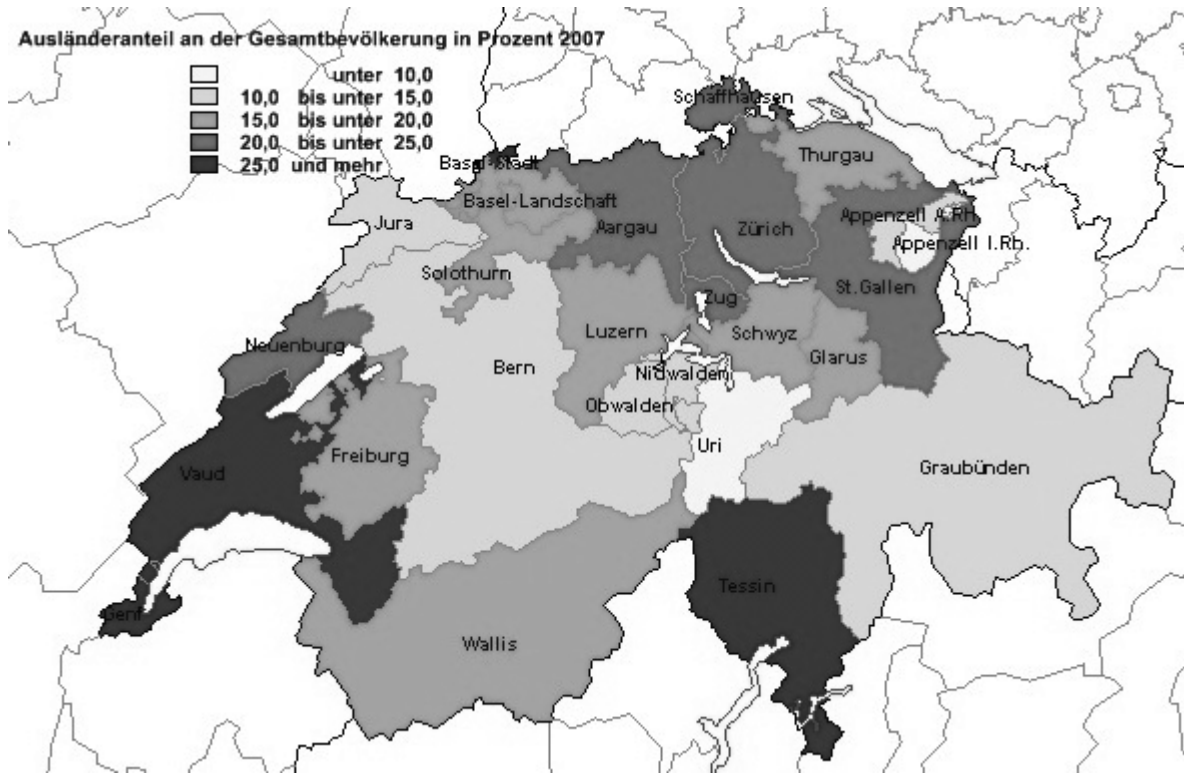 Ausländeranteil an der Gesamtbevölkerung in Prozent 2007
unter 10,0
10,0 bis unter 15,0
15,0 bis unter 20,0
20,0 bis unter 25,0
25,0 und mehr
Schaffhausen
Basel-Stadt
Thurgau
Basel-Landschaft
Jura
Aargau
Zürich
Appenzell A.RH.
Appenzell I.Rh.
Solothurn
St.Gallen
Zug
Luzern
Schwyz
Neuenburg
Glarus
Bern
Nidwalden
Obwalden
Uri
Freiburg
Vaud
Graubünden
Tessin
Genf
Wallis